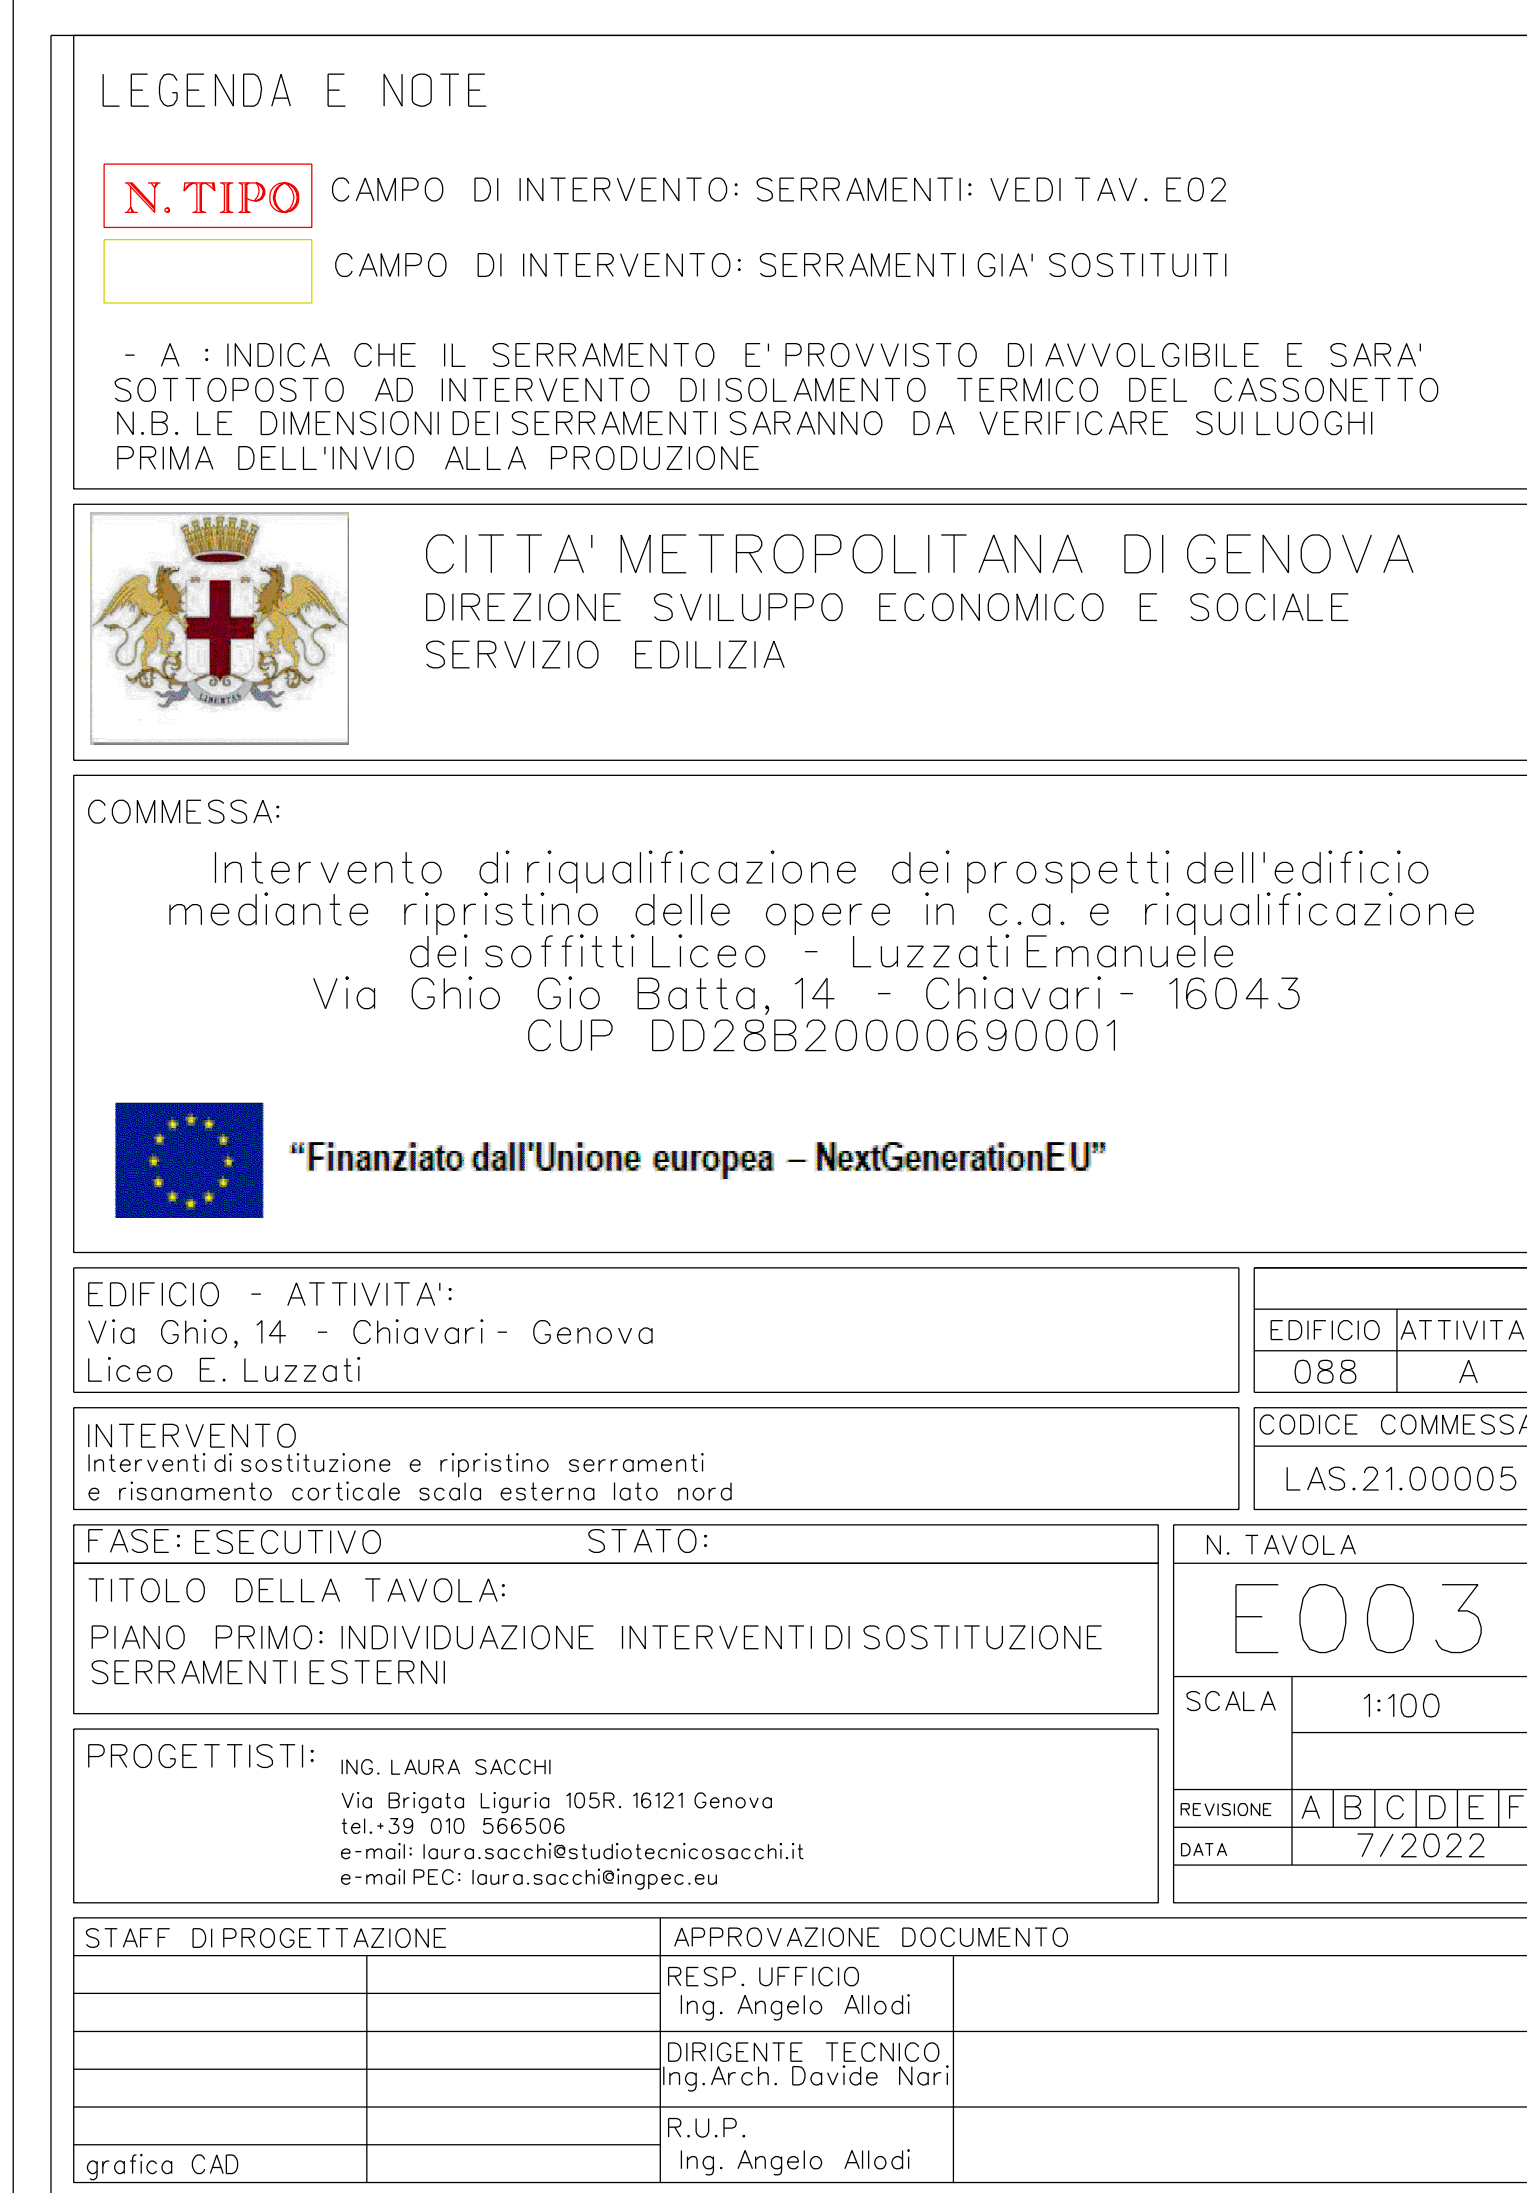 LEGENDA E NOTE
N. TIPO CAMPO DI INTERVENTO: SERRAMENTI: VEDI TAV. E02
CAMPO DI INTERVENTO: SERRAMENTI GIA' SOSTITUITI
- A : INDICA CHE IL SERRAMENTO E' PROVVISTO DI AVVOLGIBILE E SARA'
SOTTOPOSTO AD INTERVENTO DI ISOLAMENTO TERMICO DEL CASSONETTO
N.B. LE DIMENSIONI DEI SERRAMENTI SARANNO DA VERIFICARE SUI LUOGHI
PRIMA DELL'INVIO ALLA PRODUZIONE
LIBERTAS
CITTA' METROPOLITANA DI GENOVA
DIREZIONE SVILUPPO ECONOMICO E SOCIALE
SERVIZIO EDILIZIA
COMMESSA:
Intervento di riqualificazione dei prospetti dell'edificio
mediante ripristino delle opere in c.a. e riqualificazione
dei soffitti Liceo - Luzzati Emanuele
Via Ghio Gio Batta, 14 - Chiavari - 16043
CUP DD28B20000690001
“Finanziato dall'Unione europea – NextGenerationEU”
EDIFICIO - ATTIVITA':
Via Ghio, 14 - Chiavari - Genova
Liceo E. Luzzati
EDIFICIO ATTIVITA
088 A
INTERVENTO
Interventi di sostituzione e ripristino serramenti
e risanamento corticale scala esterna lato nord
CODICE COMMESSA
LAS.21.00005
FASE: ESECUTIVO STATO:
TITOLO DELLA TAVOLA:
PIANO PRIMO: INDIVIDUAZIONE INTERVENTI DI SOSTITUZIONE
SERRAMENTI ESTERNI
N. TAVOLA
E003
SCALA 1:100
REVISIONE A B C D E F
DATA 7/2022
PROGETTISTI: ING. LAURA SACCHI
Via Brigata Liguria 105R. 16121 Genova
tel.+39 010 566506
e-mail: laura.sacchi@studiotecnicosacchi.it
e-mail PEC: laura.sacchi@ingpec.eu
STAFF DI PROGETTAZIONE
grafica CAD
APPROVAZIONE DOCUMENTO
RESP. UFFICIO
Ing. Angelo Allodi
DIRIGENTE TECNICO
Ing.Arch. Davide Nari
R.U.P.
Ing. Angelo Allodi